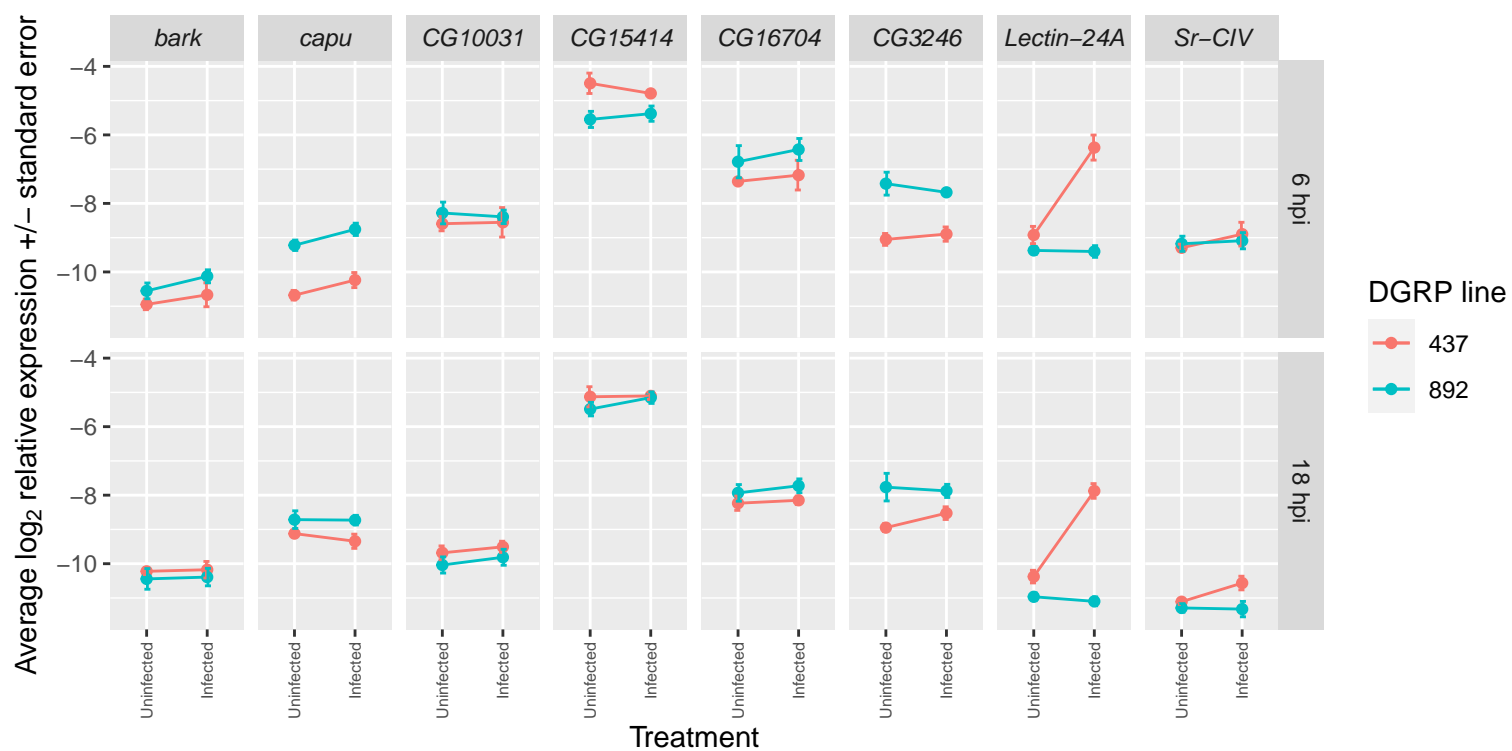 bark capu CG10031 CG15414 CG16704 CG3246 Lectin−24A Sr−CIV
Average log2 relative expression +/− standard error
−4
−6
−8
−10
6 hpi
−4
−6
−8
−10
18 hpi
Uninfected Infected Uninfected Infected Uninfected Infected Uninfected Infected Uninfected Infected Uninfected Infected Uninfected Infected Uninfected Infected
Treatment
DGRP line
437
892